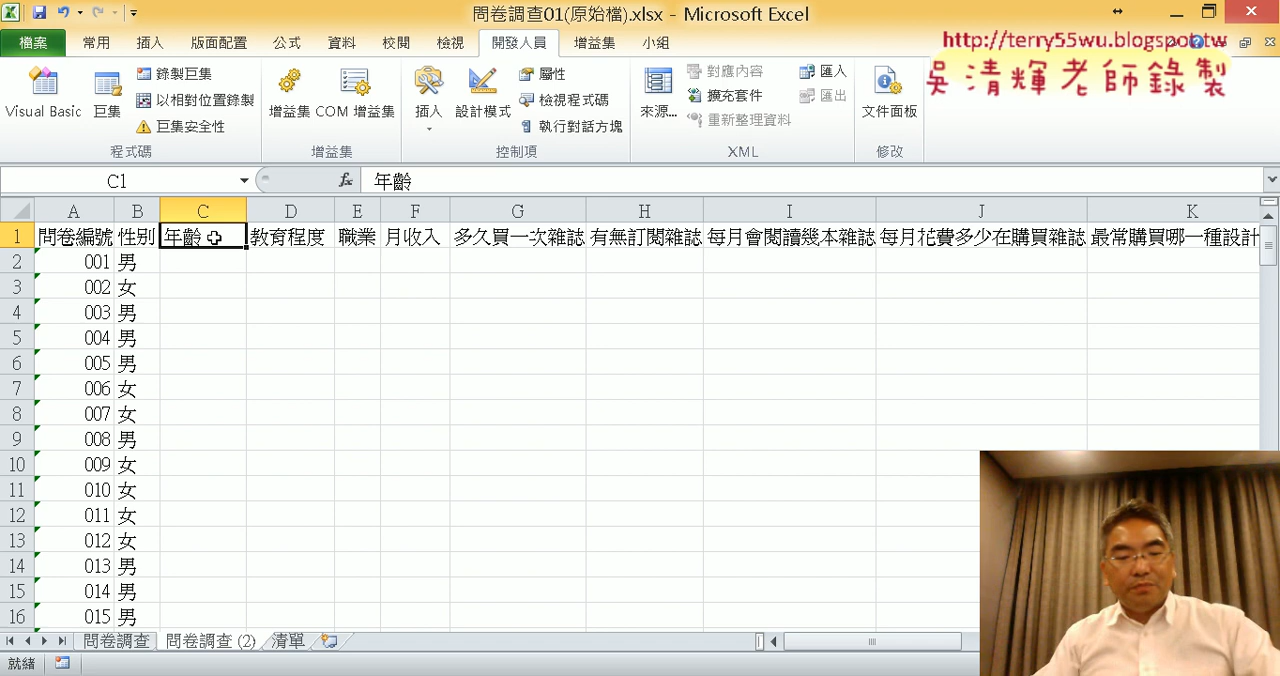 問卷調查01(原始檔).xlsx - Microsoft Excel
檔案 常用 插入 版面配置 公式 資料 校閱 檢視 開發人員 增益集 小組
http://terry55wu.blogspot.tw
吳清輝老師錄製
Visual Basic 巨集 錄製巨集 以相對位置錄製 巨集安全性
增益集 COM 增益集
插入 設計模式 屬性 檢視程式碼 執行對話方塊
來源... 對應內容 擴充套件 重新整理資料 匯入 匯出
文件面板
程式碼 增益集 控制項 XML 修改
C1 fx 年齡
A B C D E F G H I J K
1 問卷編號 性別 年齡 教育程度 職業 月收入 多久買一次雜誌 有無訂閱雜誌 每月會閱讀幾本雜誌 每月花費多少在購買雜誌 最常購買哪一種設計
2 001 男
3 002 女
4 003 男
5 004 男
6 005 男
7 006 女
8 007 女
9 008 男
10 009 女
11 010 女
12 011 女
13 012 女
14 013 男
15 014 男
16 015 男
問卷調查 問卷調查 (2) 清單
就緒